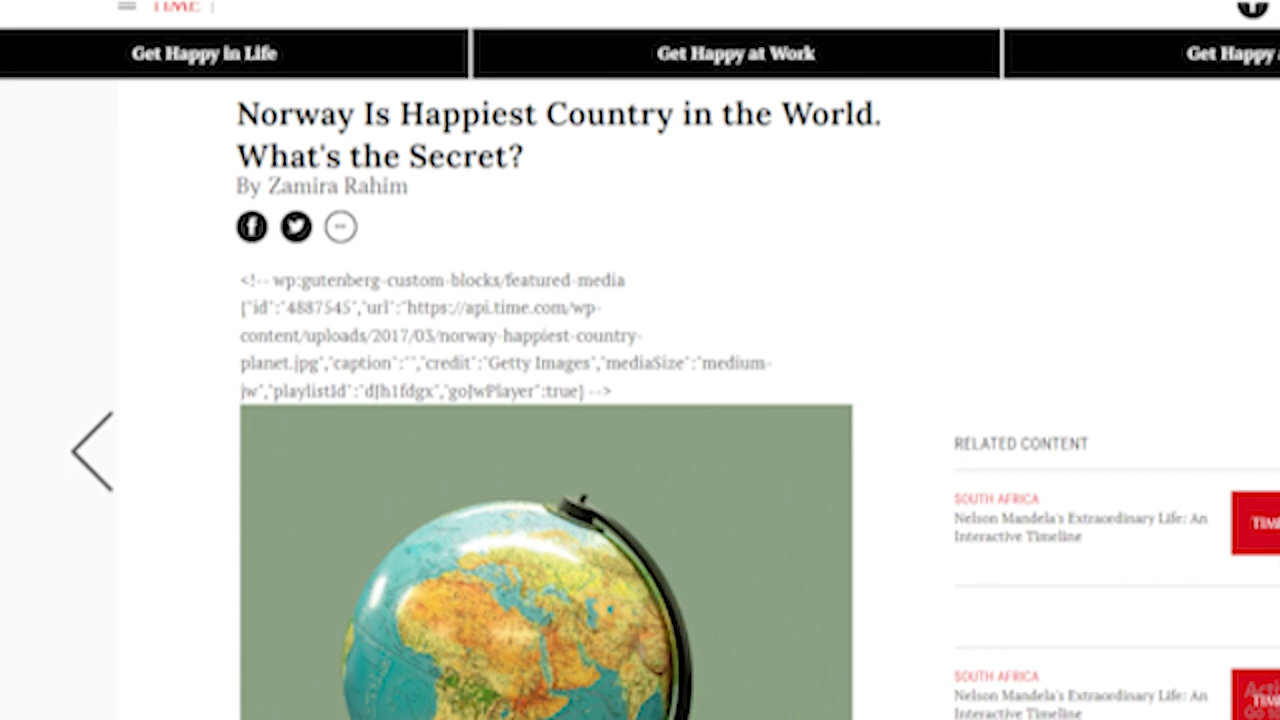 TIME
Get Happy in Life
Get Happy at Work
Get Happy
Norway Is Happiest Country in the World.
What's the Secret?
By Zamira Rahim
<!-- wp:gutenberg-custom-blocks/featured-media
{"id":"4887545","url":"https://api.time.com/wp-
content/uploads/2017/03/norway-happiest-country-
planet.jpg","caption":"","credit":"Getty Images","mediaSize":"medium-
jw","playlistId":"dJh1fdgx","goJwPlayer":true} -->
RELATED CONTENT
SOUTH AFRICA
Nelson Mandela's Extraordinary Life: An
Interactive Timeline
SOUTH AFRICA
Nelson Mandela's Extraordinary Life: An
Interactive Timeline